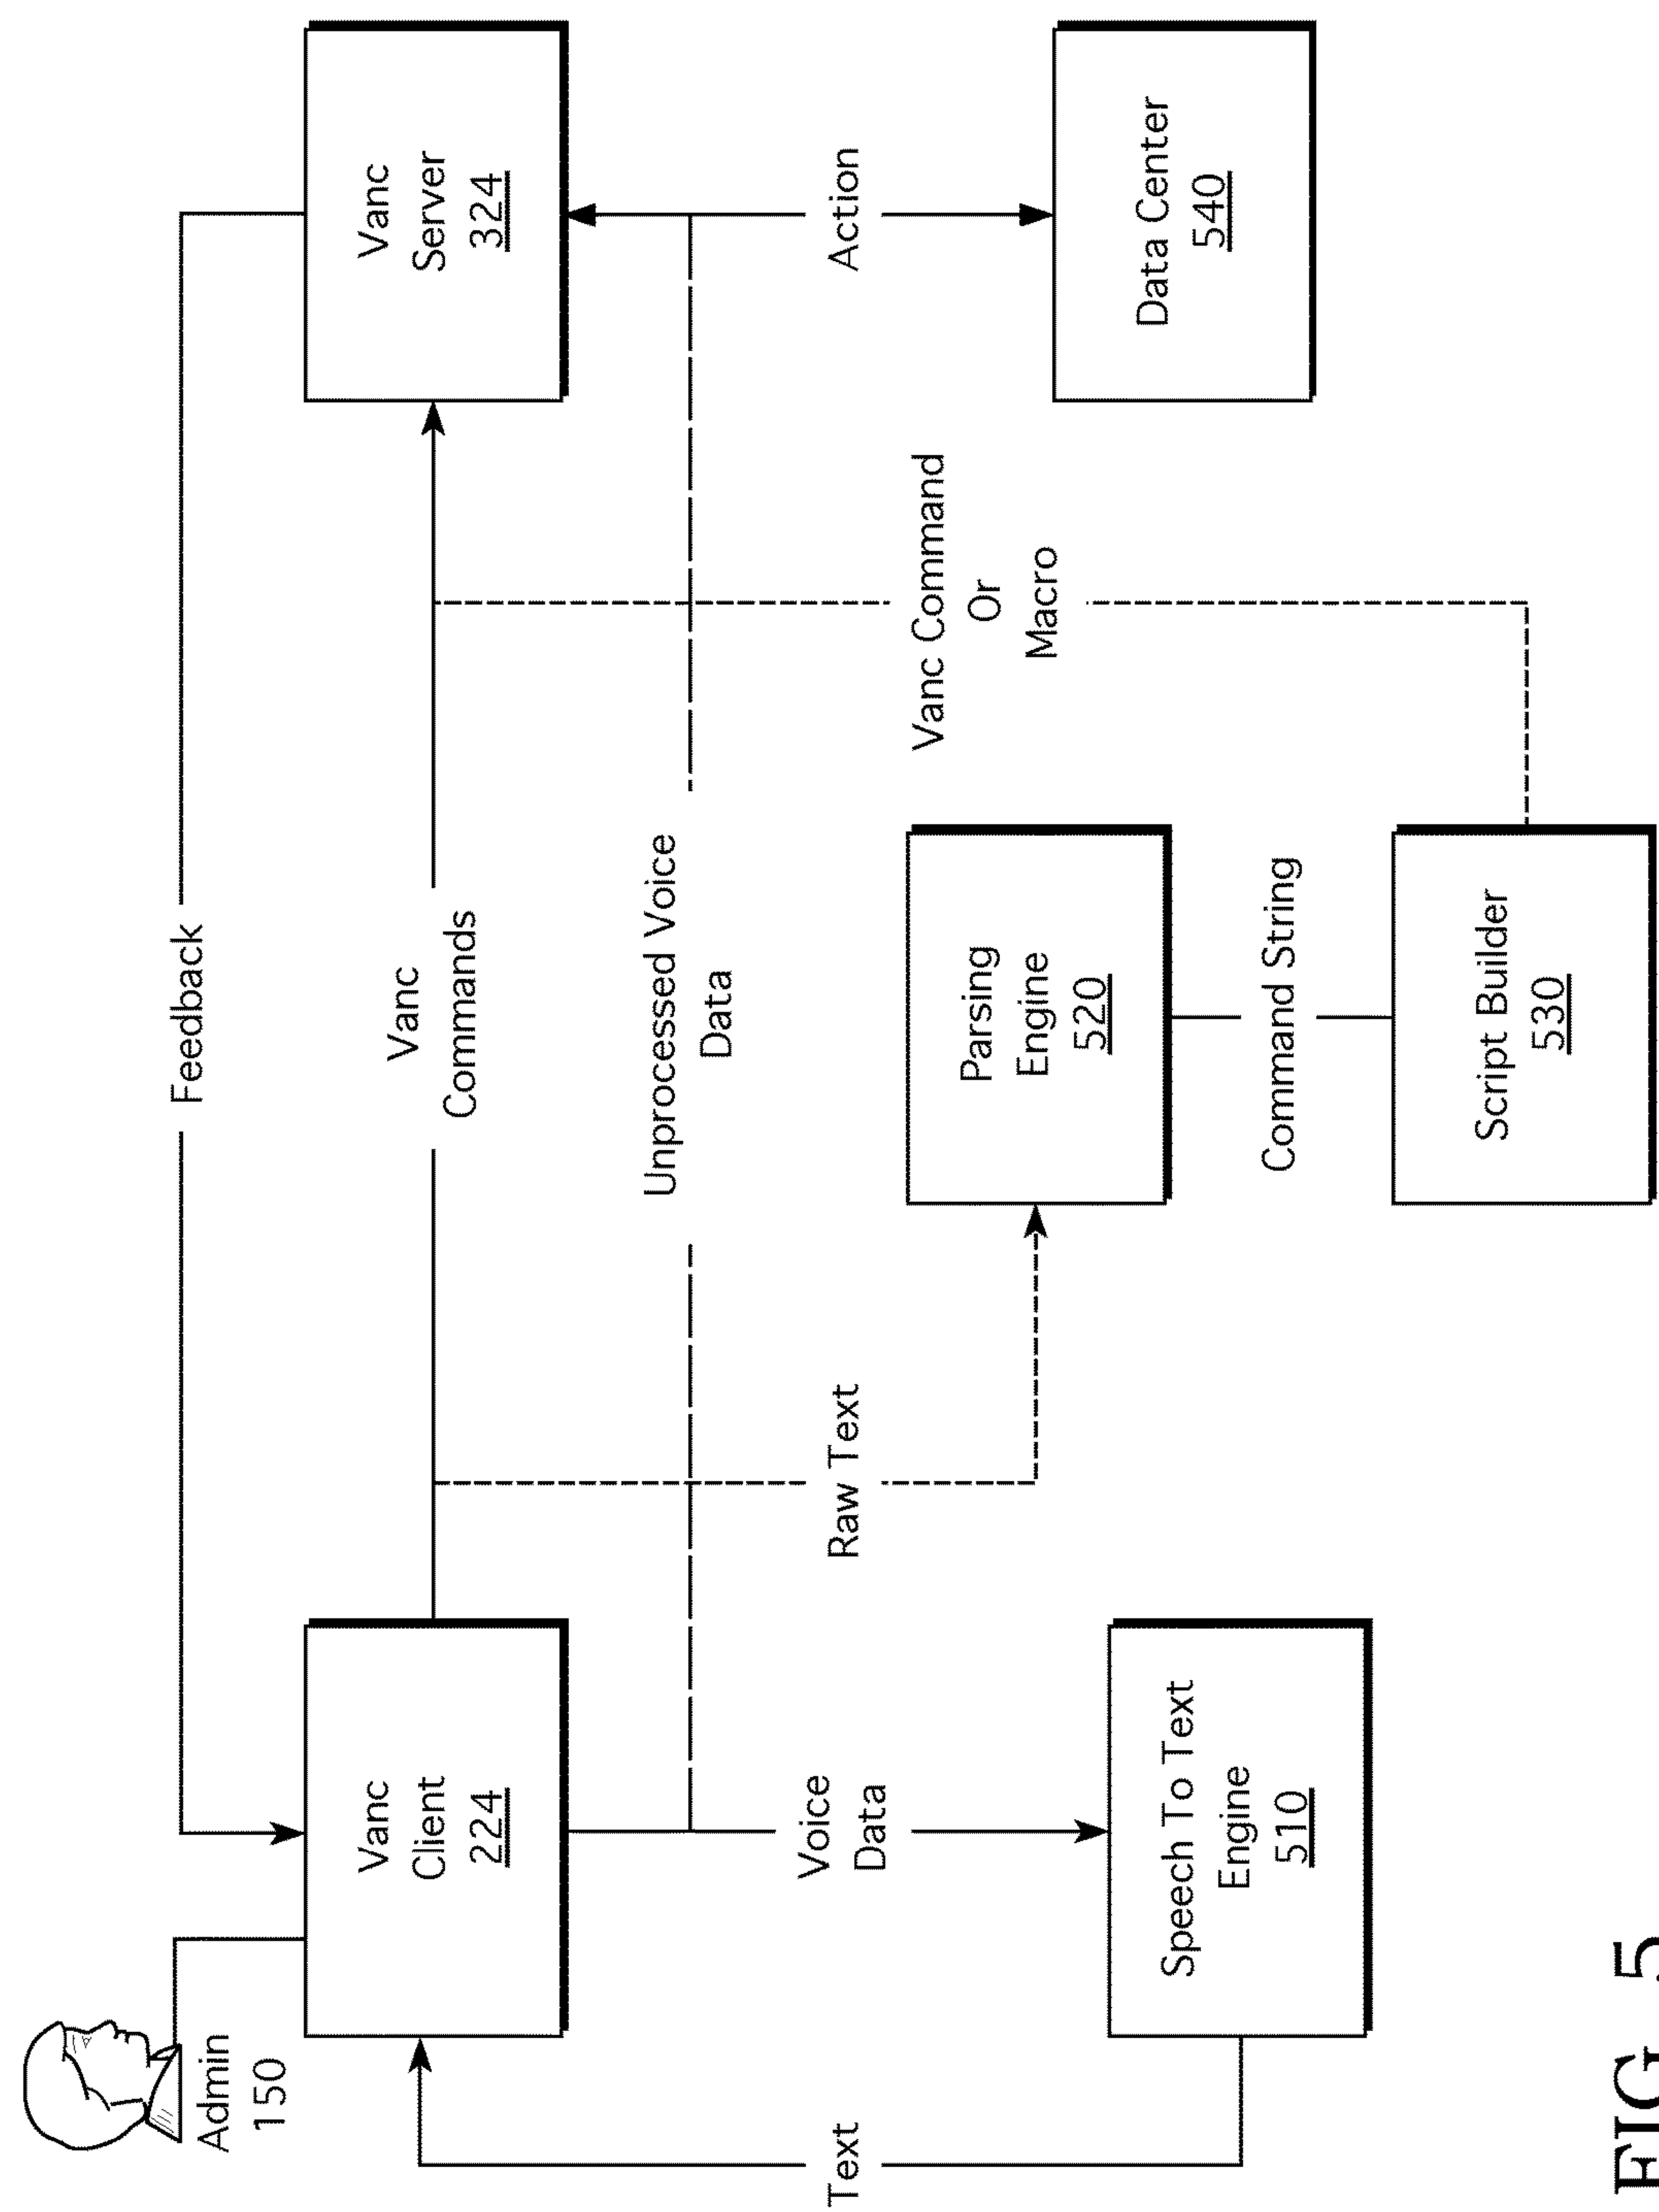 Admin
150
Feedback
Vanc
Client
224
Vanc
Commands
Vanc
Server
324
Unprocessed Voice
Data
Text
Voice
Data
Raw Text
Action
Vanc Command
Or
Macro
Parsing
Engine
520
Speech To Text
Engine
510
Data Center
540
Command String
Script Builder
530
FIG. 5